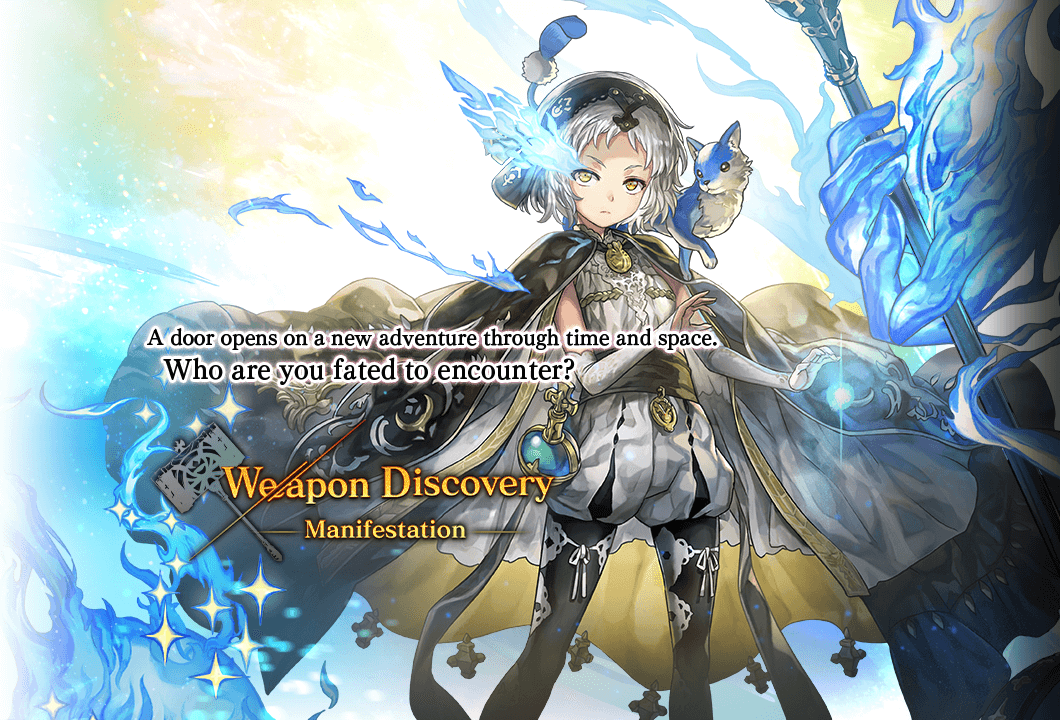 A door opens on a new adventure through time and space.
Who are you fated to encounter?
Weapon Discovery
Manifestation